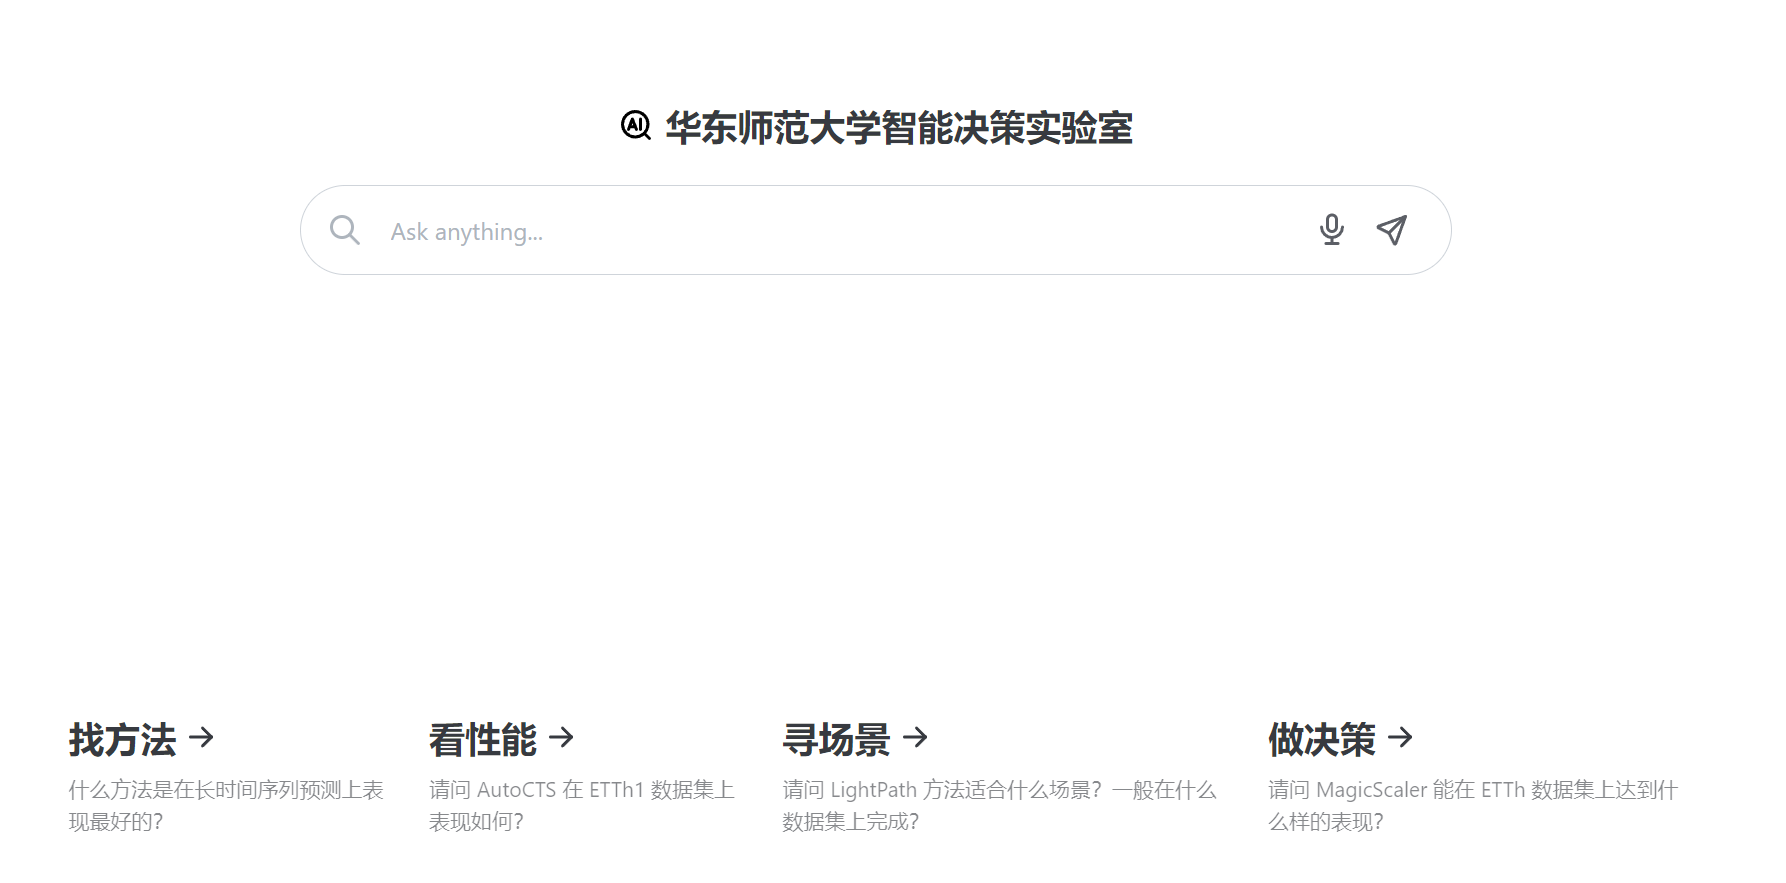 AI 华东师范大学智能决策实验室
Ask anything...
找方法
什么方法是在长时间序列预测上表
现最好的？
看性能
请问 AutoCTS 在 ETTh1 数据集上
表现如何？
寻场景
请问 LightPath 方法适合什么场景？一般在什么
数据集上完成？
做决策
请问 MagicScaler 能在 ETTh 数据集上达到什
么样的表现？